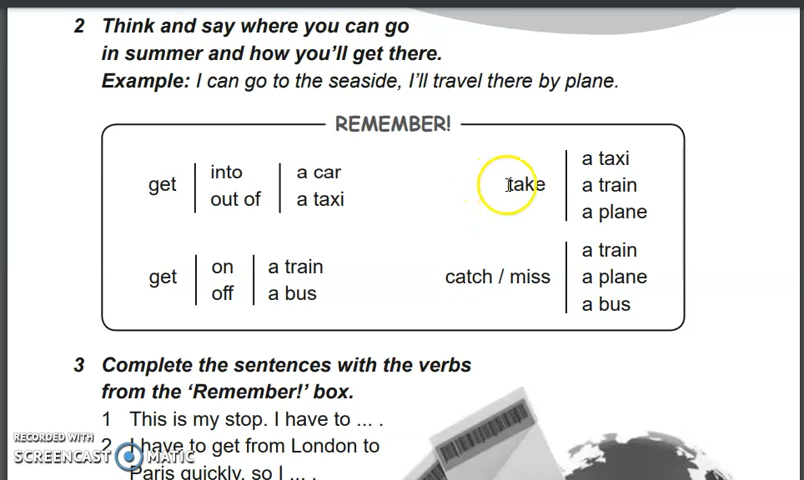 2 Think and say where you can go
in summer and how you'll get there.
Example: I can go to the seaside, I'll travel there by plane.
REMEMBER!
get into a car
out of a taxi
take a taxi
a train
a plane
get on a train
off a bus
catch / miss a train
a plane
a bus
3 Complete the sentences with the verbs
from the 'Remember!' box.
1 This is my stop. I have to ... .
2 I have to get from London to
Paris quickly, so I ... .
RECORDED WITH
SCREENCAST MATIC